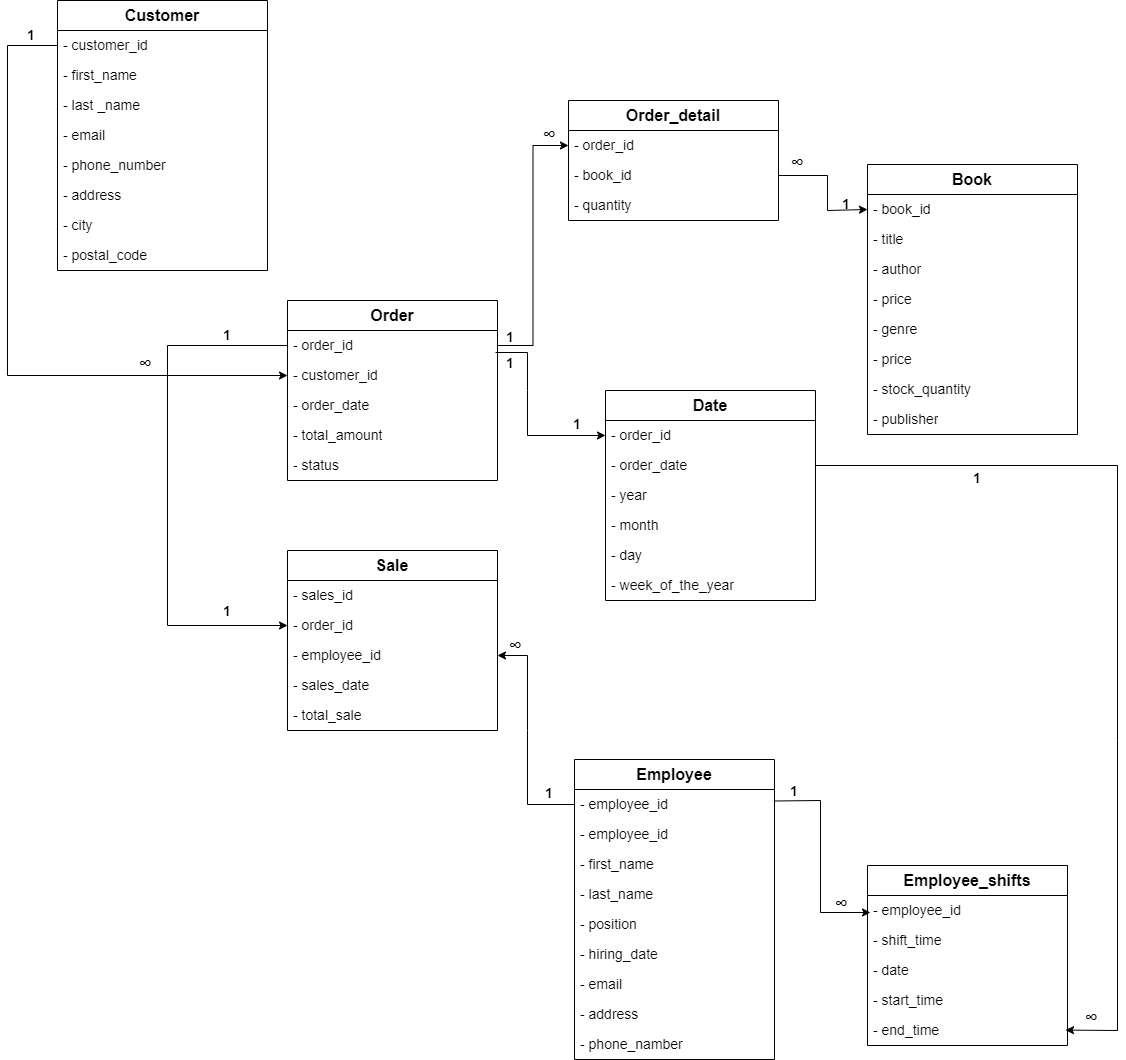 Customer
- customer_id
- first_name
- last _name
- email
- phone_number
- address
- city
- postal_code
1
∞
Order
- order_id
- customer_id
- order_date
- total_amount
- status
1
1
1
1
∞
Order_detail
- order_id
- book_id
- quantity
∞
1
Book
- book_id
- title
- author
- price
- genre
- price
- stock_quantity
- publisher
1
Date
- order_id
- order_date
- year
- month
- day
- week_of_the_year
1
Sale
- sales_id
- order_id
- employee_id
- sales_date
- total_sale
∞
1
Employee
- employee_id
- employee_id
- first_name
- last_name
- position
- hiring_date
- email
- address
- phone_namber
1
∞
Employee_shifts
- employee_id
- shift_time
- date
- start_time
- end_time
∞